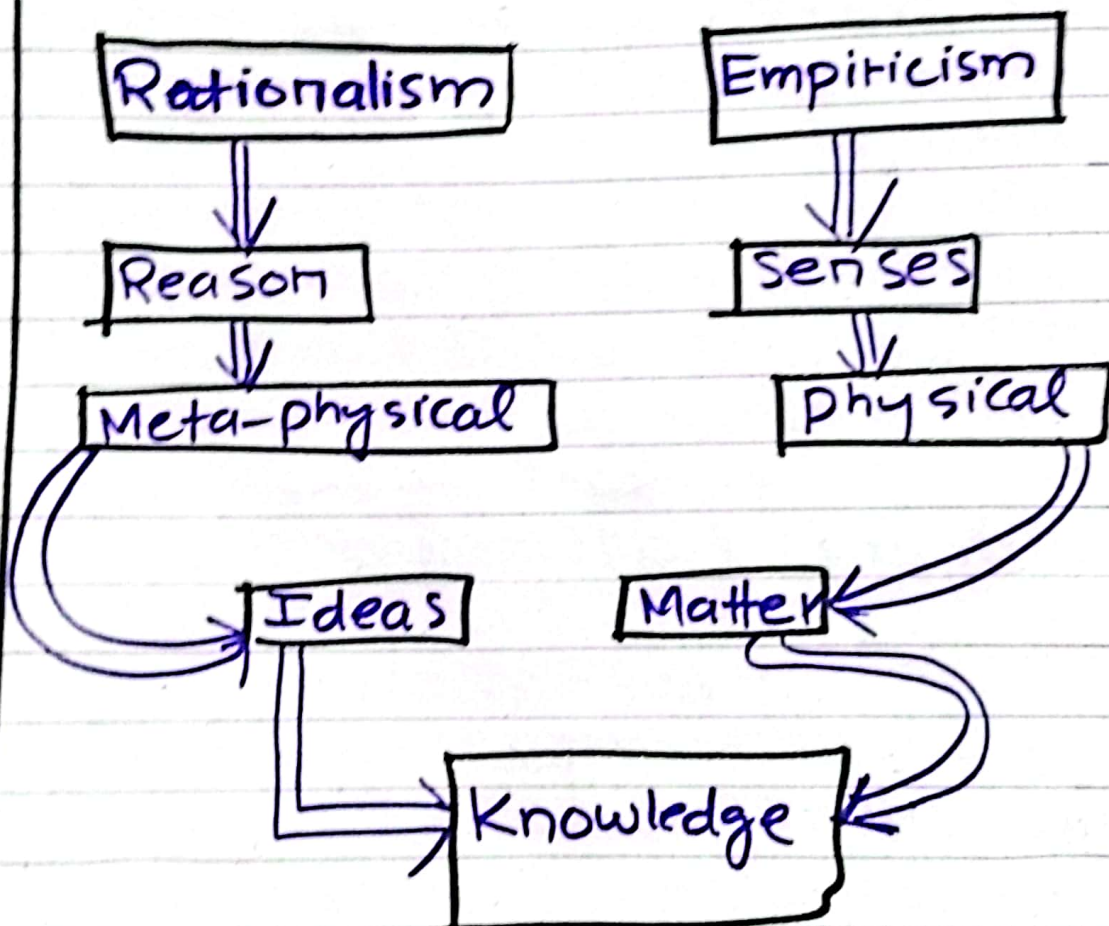 Rationalism
Empiricism
Reason
Senses
Meta-physical
Physical
Ideas
Matter
Knowledge